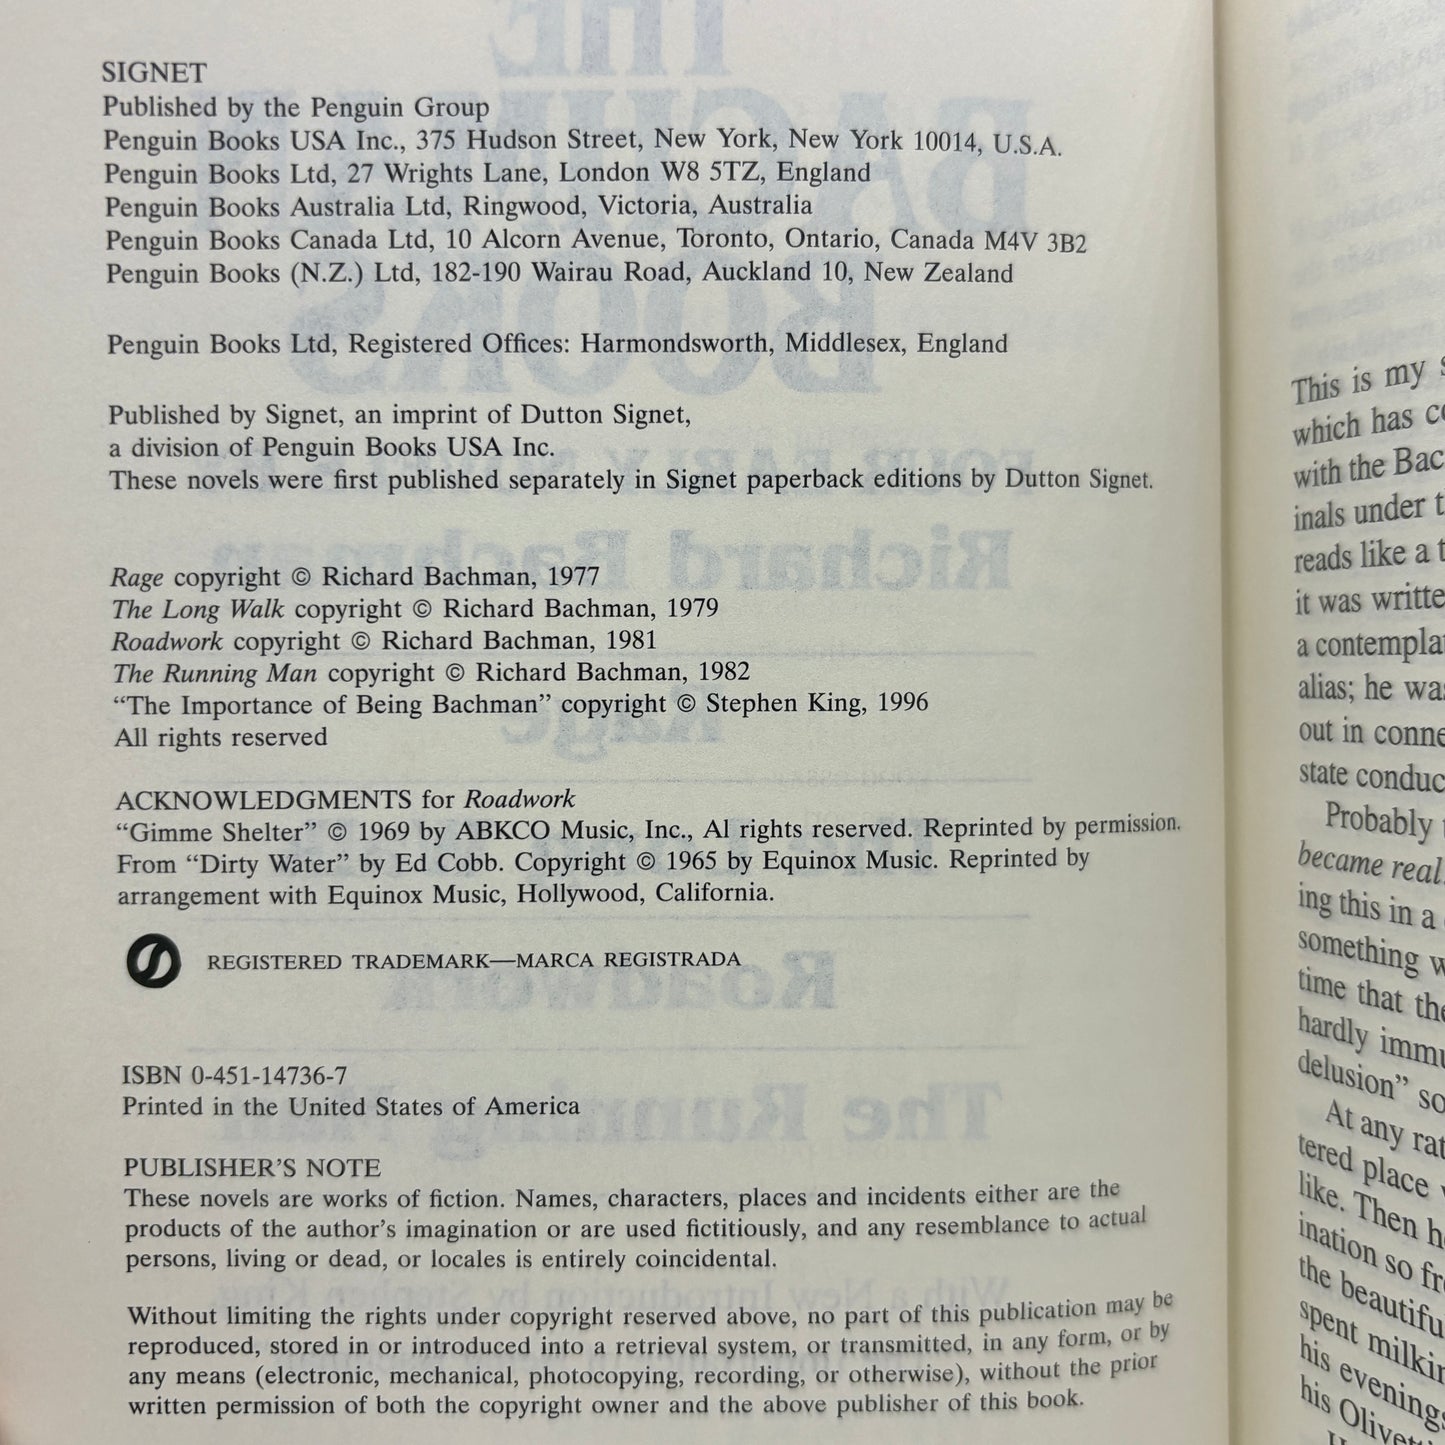 SIGNET
Published by the Penguin Group
Penguin Books USA Inc., 375 Hudson Street, New York, New York 10014, U.S.A.
Penguin Books Ltd, 27 Wrights Lane, London W8 5TZ, England
Penguin Books Australia Ltd, Ringwood, Victoria, Australia
Penguin Books Canada Ltd, 10 Alcorn Avenue, Toronto, Ontario, Canada M4V 3B2
Penguin Books (N.Z.) Ltd, 182-190 Wairau Road, Auckland 10, New Zealand
Penguin Books Ltd, Registered Offices: Harmondsworth, Middlesex, England
Published by Signet, an imprint of Dutton Signet,
a division of Penguin Books USA Inc.
These novels were first published separately in Signet paperback editions by Dutton Signet.
Rage copyright © Richard Bachman, 1977
The Long Walk copyright © Richard Bachman, 1979
Roadwork copyright © Richard Bachman, 1981
The Running Man copyright © Richard Bachman, 1982
“The Importance of Being Bachman” copyright © Stephen King, 1996
All rights reserved
ACKNOWLEDGMENTS for Roadwork
“Gimme Shelter” © 1969 by ABKCO Music, Inc., Al rights reserved. Reprinted by permission.
From “Dirty Water” by Ed Cobb. Copyright © 1965 by Equinox Music. Reprinted by
arrangement with Equinox Music, Hollywood, California.
REGISTERED TRADEMARK—MARCA REGISTRADA
ISBN 0-451-14736-7
Printed in the United States of America
PUBLISHER'S NOTE
These novels are works of fiction. Names, characters, places and incidents either are the
products of the author's imagination or are used fictitiously, and any resemblance to actual
persons, living or dead, or locales is entirely coincidental.
Without limiting the rights under copyright reserved above, no part of this publication may be
reproduced, stored in or introduced into a retrieval system, or transmitted, in any form, or by
any means (electronic, mechanical, photocopying, recording, or otherwise), without the prior
written permission of both the copyright owner and the above publisher of this book.
This is my
which has
with the
inals under
reads like a
it was
a
alias; he
out in
state
Probably
became real
ing this in a
something
time that
hardly
delusion” so
At any
tered place
like. Then
ination so
the
spent
his evenings
his